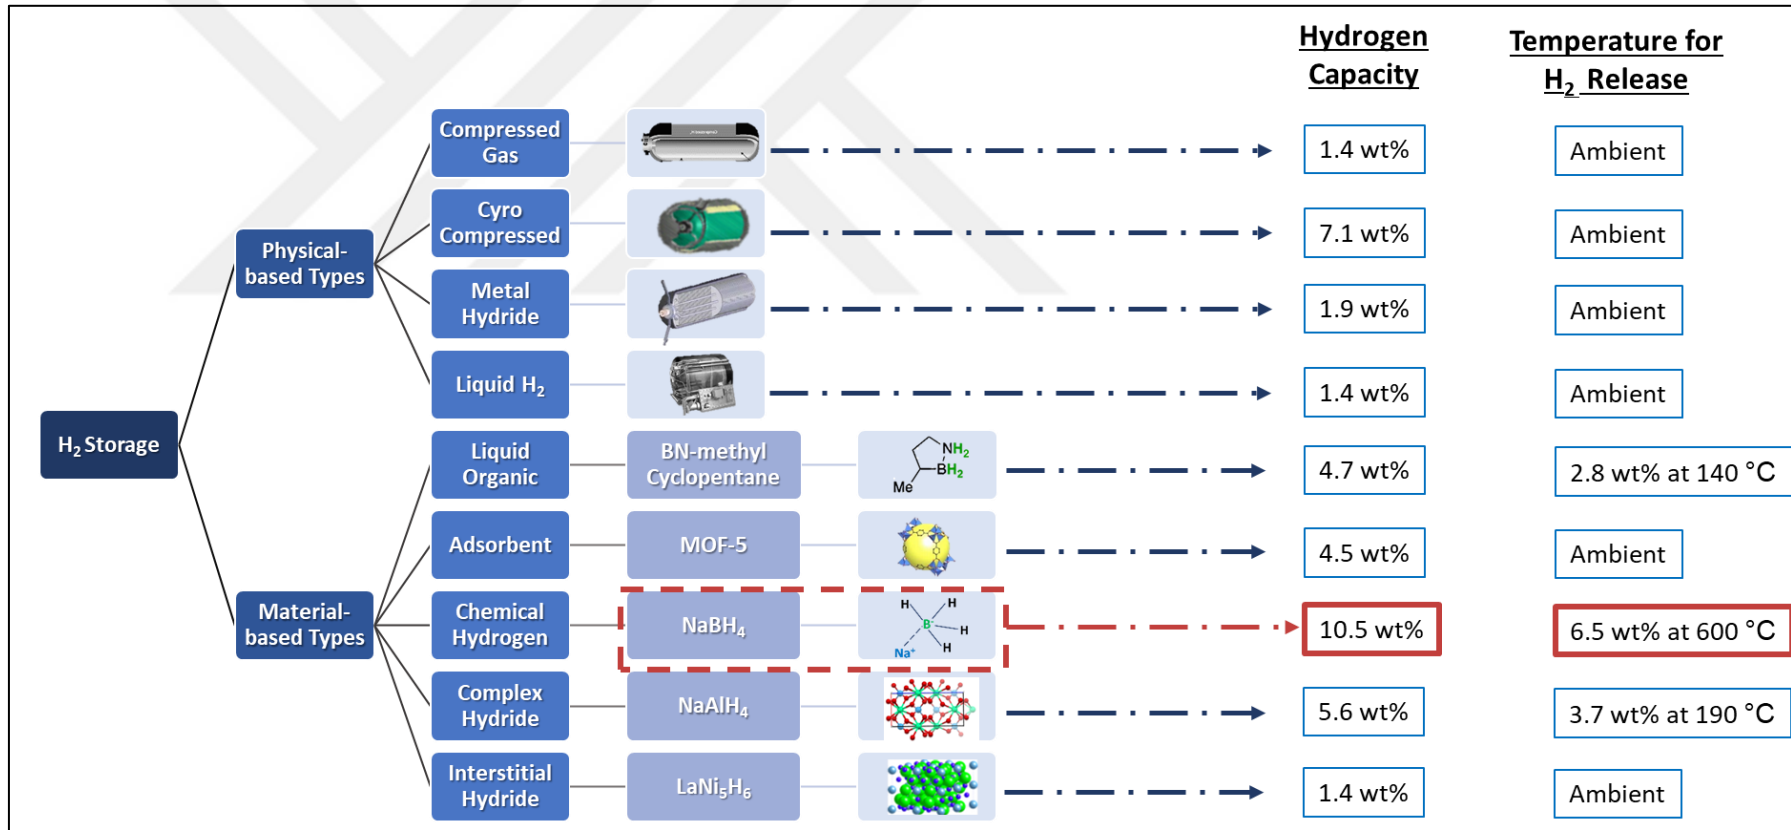 Hydrogen
Capacity
Temperature for
H₂ Release
Compressed
Gas
1.4 wt%
Ambient
Cyro
Compressed
7.1 wt%
Ambient
Physical-
based Types
Metal
Hydride
1.9 wt%
Ambient
Liquid H₂
1.4 wt%
Ambient
H₂ Storage
Liquid
Organic
BN-methyl
Cyclopentane
NH₂
BH₂
Me
4.7 wt%
2.8 wt% at 140 °C
Adsorbent
MOF-5
4.5 wt%
Ambient
Material-
based Types
Chemical
Hydrogen
NaBH₄
H
H
B⁻
H
H
Na⁺
10.5 wt%
6.5 wt% at 600 °C
Complex
Hydride
NaAlH₄
5.6 wt%
3.7 wt% at 190 °C
Interstitial
Hydride
LaNi₅H₆
1.4 wt%
Ambient